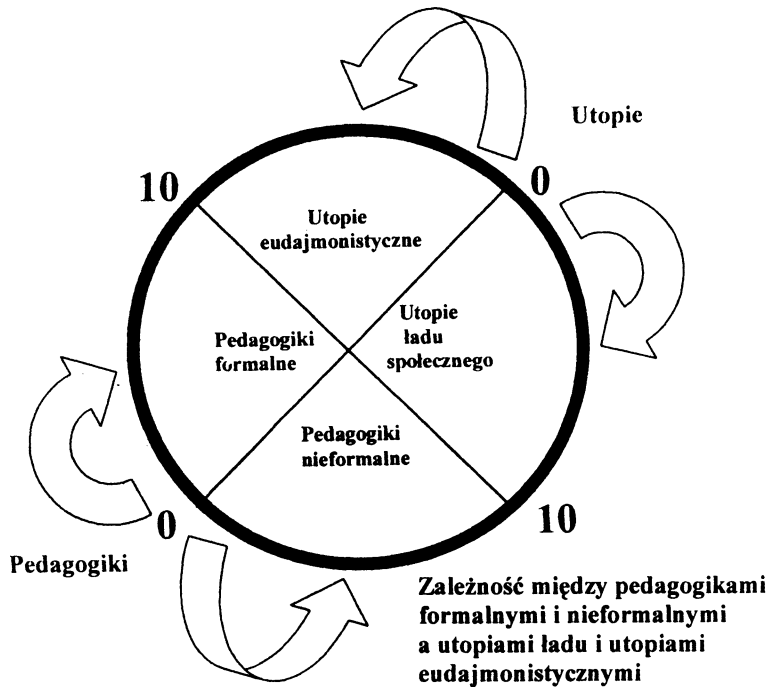 Utopie
10
0
Utopie
eudajmonistyczne
Utopie
ładu
społecznego
Pedagogiki
formalne
Pedagogiki
nieformalne
0
10
Pedagogiki
Zależność między pedagogikami
formalnymi i nieformalnymi
a utopiami ładu i utopiami
eudajmonistycznymi